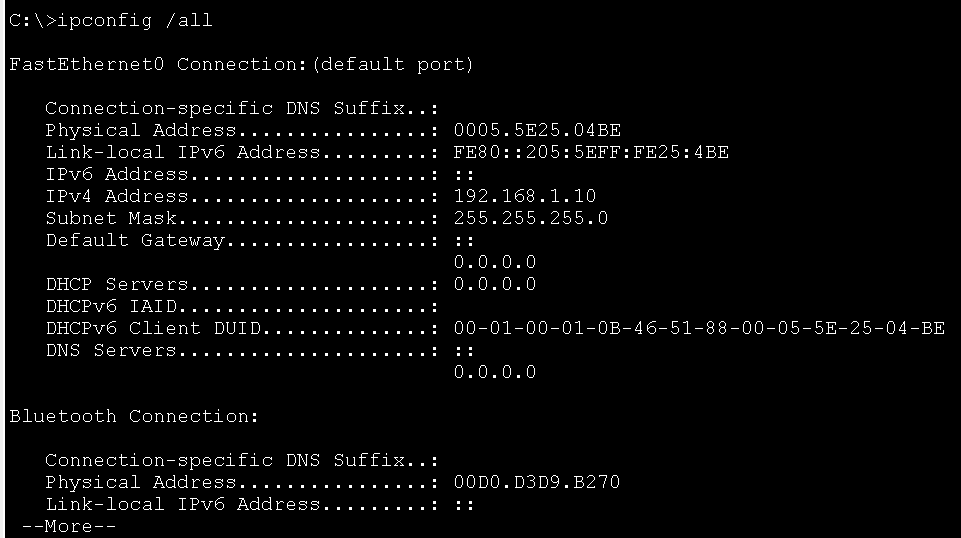 C:\>ipconfig /all
FastEthernet0 Connection:(default port)
Connection-specific DNS Suffix..:
Physical Address................: 0005.5E25.04BE
Link-local IPv6 Address.........: FE80::205:5EFF:FE25:4BE
IPv6 Address....................: ::
IPv4 Address....................: 192.168.1.10
Subnet Mask.....................: 255.255.255.0
Default Gateway.................: ::
0.0.0.0
DHCP Servers....................: 0.0.0.0
DHCPv6 IAID.....................:
DHCPv6 Client DUID..............: 00-01-00-01-0B-46-51-88-00-05-5E-25-04-BE
DNS Servers.....................: ::
0.0.0.0
Bluetooth Connection:
Connection-specific DNS Suffix..:
Physical Address................: 00D0.D3D9.B270
Link-local IPv6 Address.........: ::
--More--